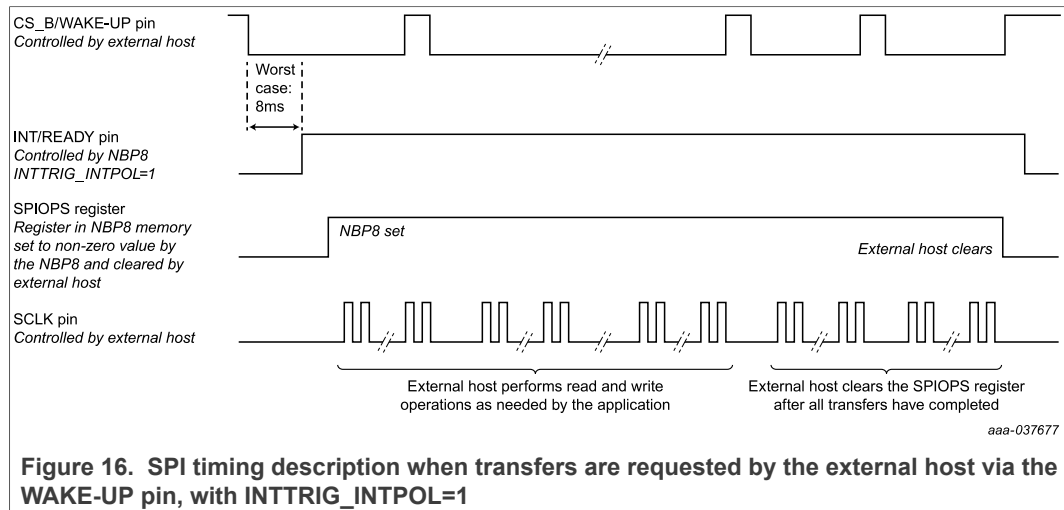 CS_B/WAKE-UP pin
Controlled by external host
Worst
case:
8ms
INT/READY pin
Controlled by NBP8
INTTRIG_INTPOL=1
SPIOPS register
Register in NBP8 memory
set to non-zero value by
the NBP8 and cleared by
external host
NBP8 set
External host clears
SCLK pin
Controlled by external host
External host performs read and write
operations as needed by the application
External host clears the SPIOPS register
after all transfers have completed
aaa-037677
Figure 16. SPI timing description when transfers are requested by the external host via the
WAKE-UP pin, with INTTRIG_INTPOL=1